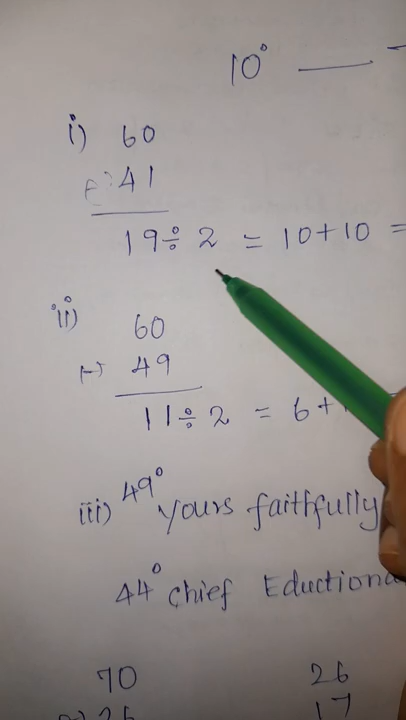 10°
i) 60
(-) 41
19 ÷ 2 = 10+10 =
ii) 60
(-) 49
11 ÷ 2 = 6+
iii) 49° Yours faithfully
44° chief Eductiona
70 26
17